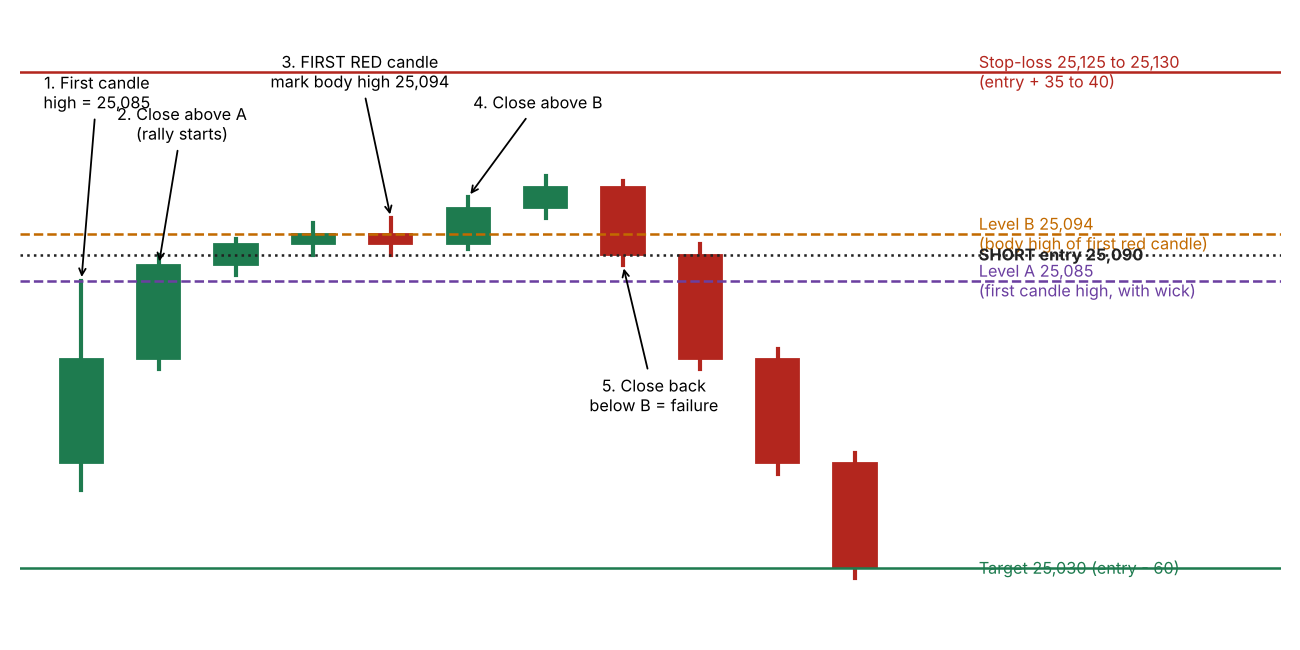 1. First candle
high = 25,085
2. Close above A
(rally starts)
3. FIRST RED candle
mark body high 25,094
4. Close above B
5. Close back
below B = failure
Stop-loss 25,125 to 25,130
(entry + 35 to 40)
Level B 25,094
(body high of first red candle)
SHORT entry 25,090
Level A 25,085
(first candle high, with wick)
Target 25,030 (entry − 60)